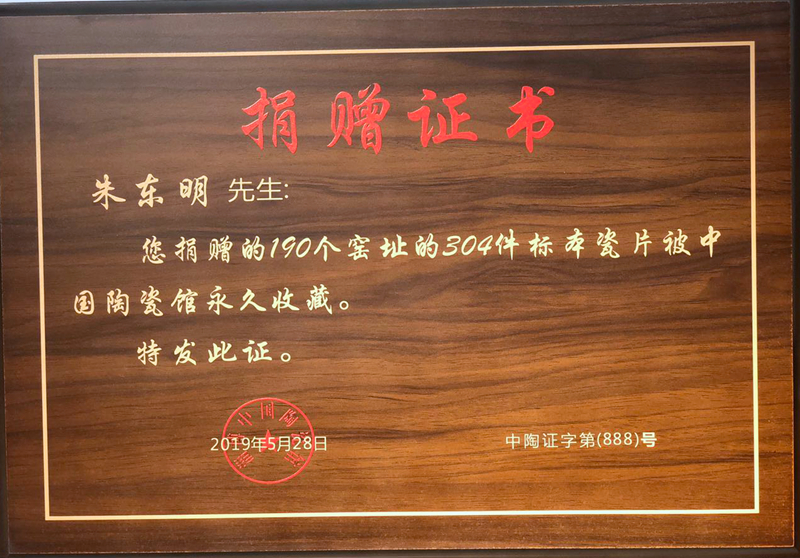 捐赠证书
朱东明 先生:
您捐赠的190个窑址的304件标本瓷片被中
国陶瓷馆永久收藏。
特发此证。
中国陶
2019年5月28日
中陶证字第(888)号